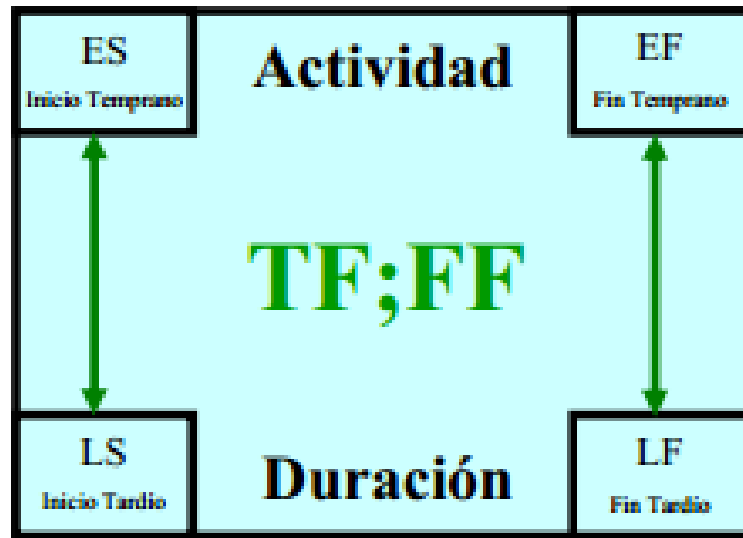 ES
Inicio Temprano
Actividad
EF
Fin Temprano
TF;FF
LS
Inicio Tardio
Duración
LF
Fin Tardio